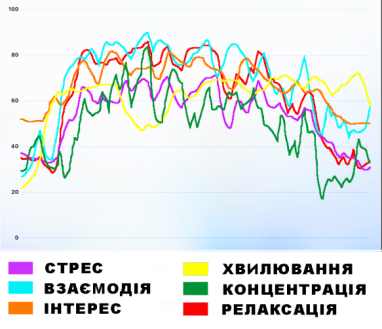 100
80
60
40
20
0
СТРЕС
ВЗАЄМОДІЯ
ІНТЕРЕС
ХВИЛЮВАННЯ
КОНЦЕНТРАЦІЯ
РЕЛАКСАЦІЯ